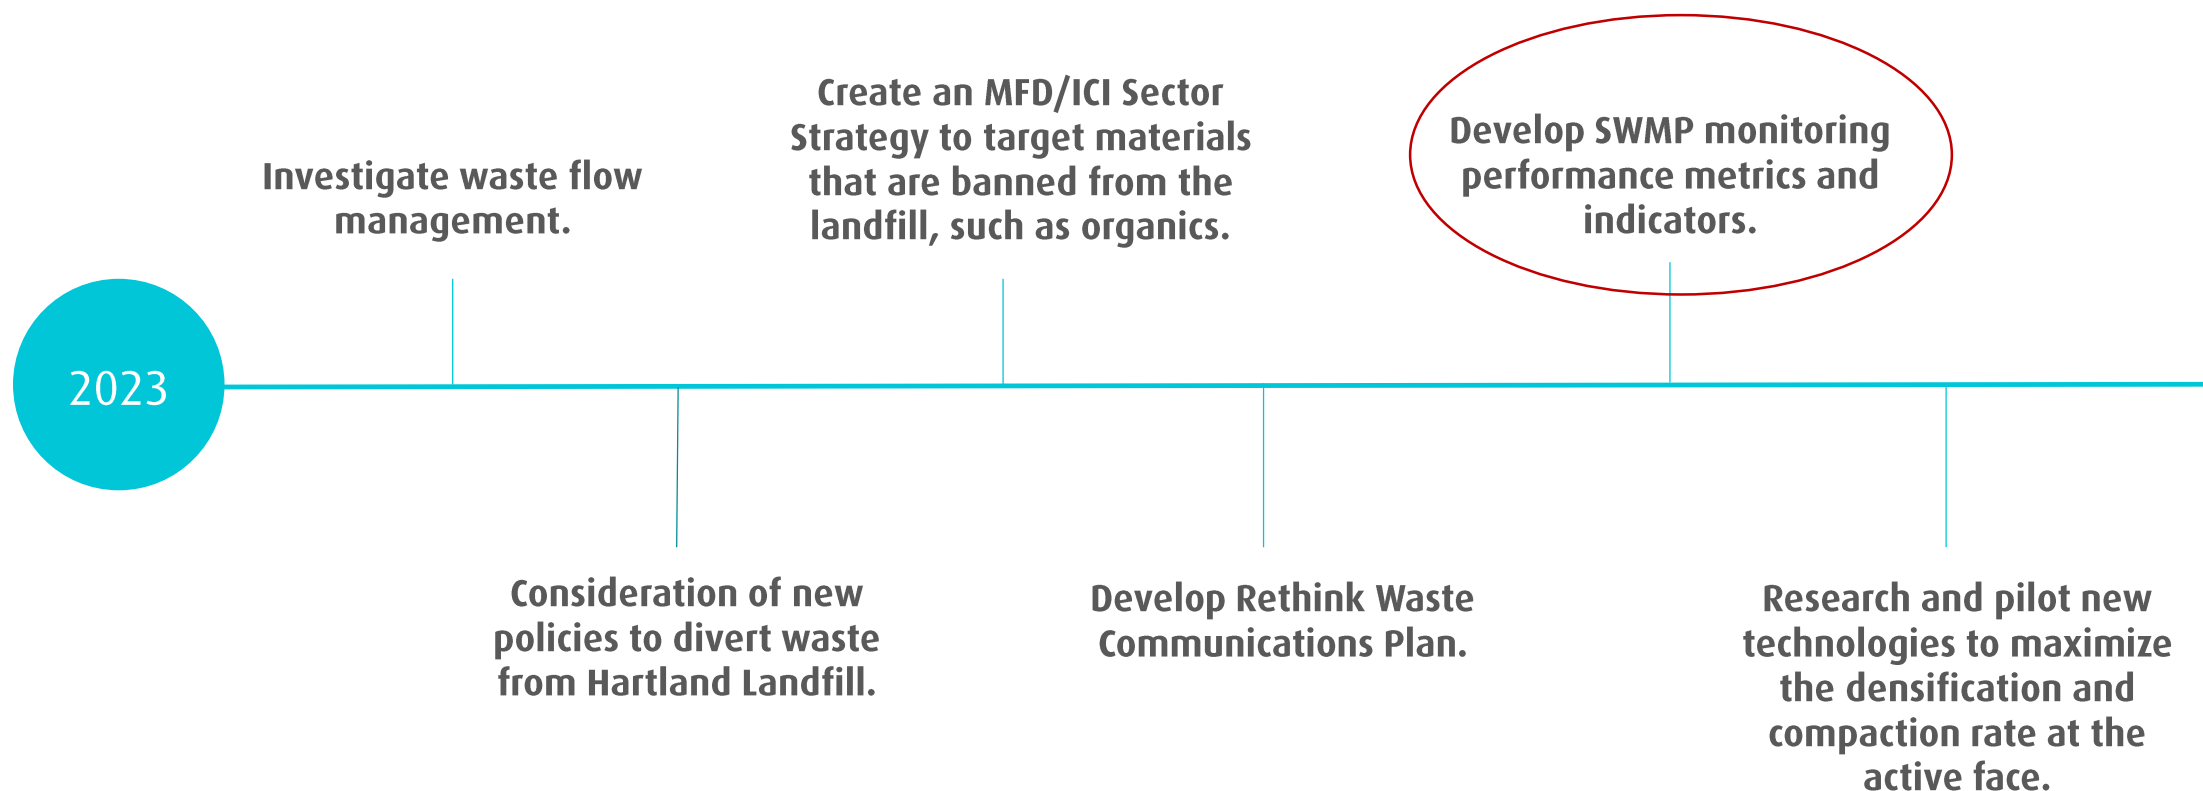 2023
Investigate waste flow
management.
Consideration of new
policies to divert waste
from Hartland Landfill.
Create an MFD/ICI Sector
Strategy to target materials
that are banned from the
landfill, such as organics.
Develop Rethink Waste
Communications Plan.
Develop SWMP monitoring
performance metrics and
indicators.
Research and pilot new
technologies to maximize
the densification and
compaction rate at the
active face.